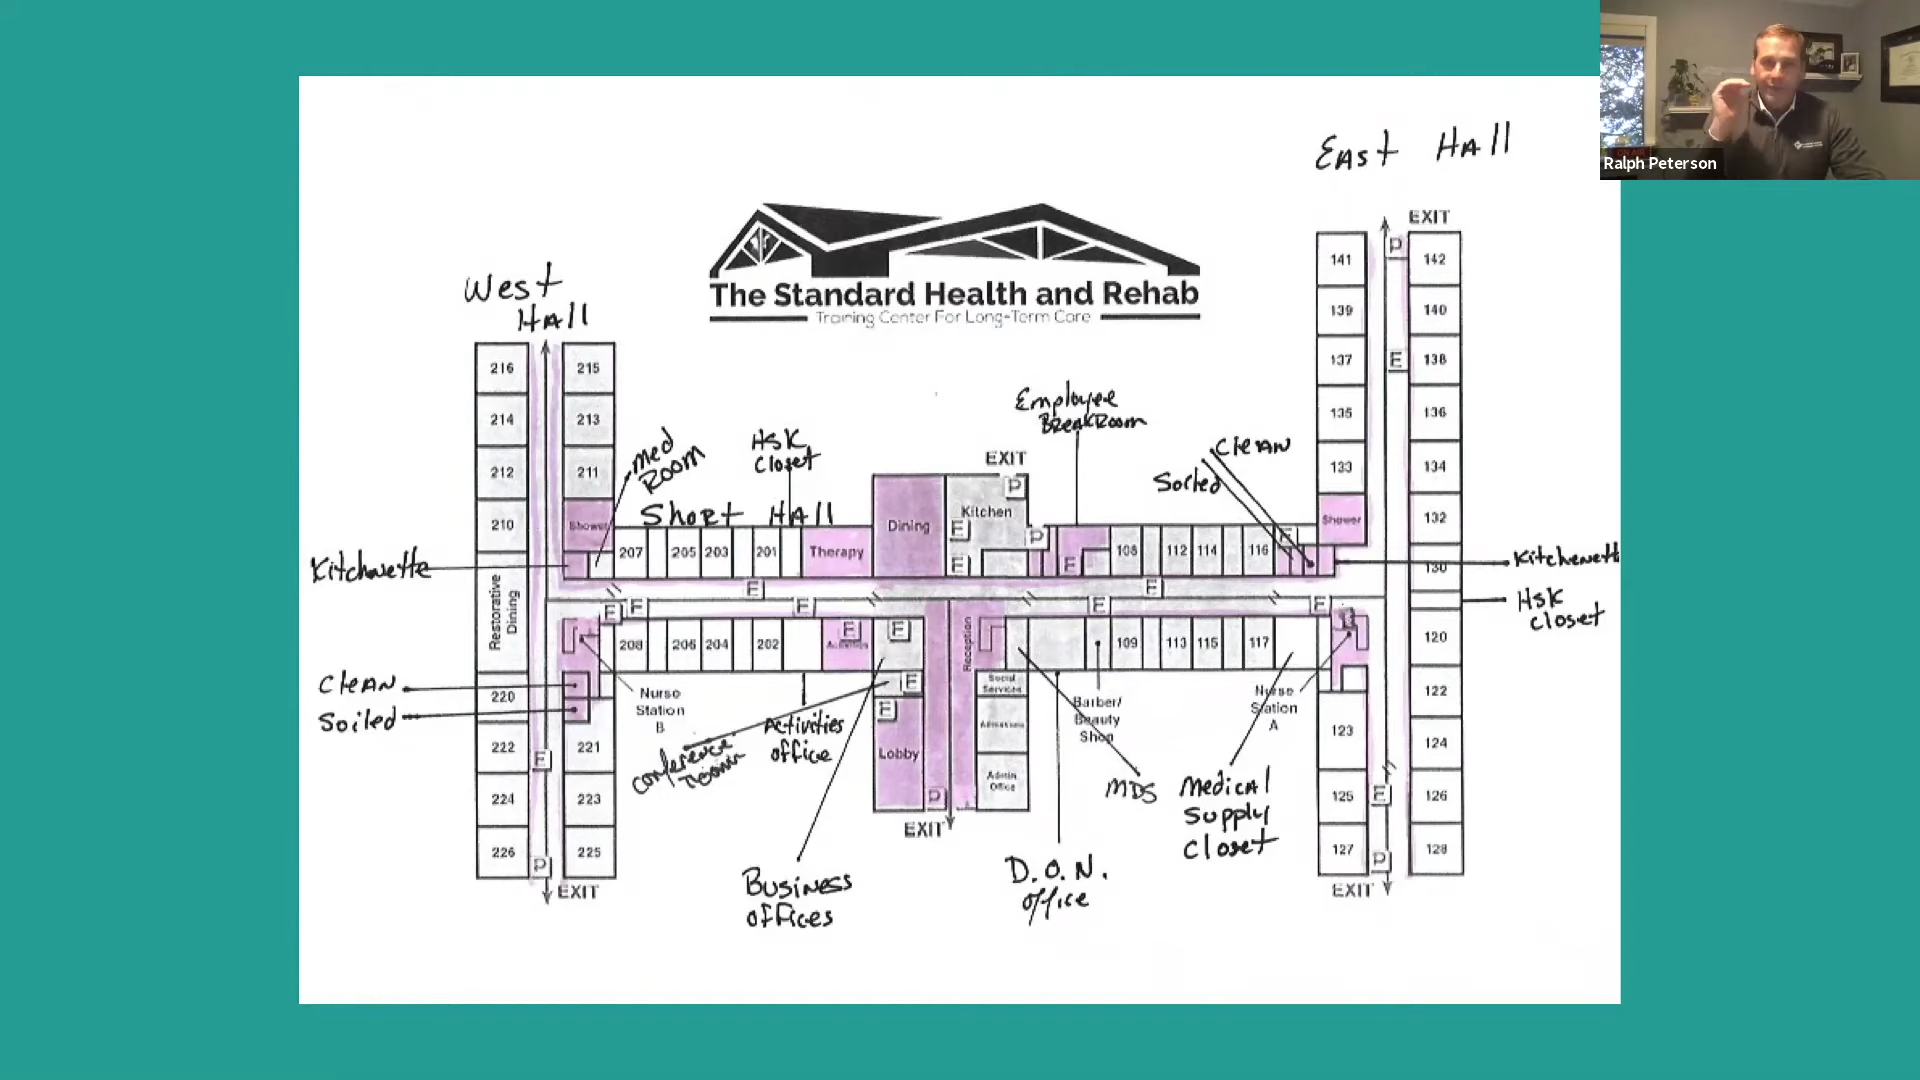 Ralph Peterson
EAST HALL
EXIT
P
141
142
The Standard Health and Rehab
Training Center For Long-Term Care
West
HALL
139
140
216
215
137
E
138
214
213
Employee
BreakRoom
135
136
med
Room
HSK
Closet
Clean
212
211
EXIT
133
134
Soiled
P
Short HALL
210
Shower
Dining
Kitchen
E
P
Shower
132
207
205
203
201
Therapy
E
E
108
112
114
116
E
Kitchenette
130
Kitchenett
E
E
Restorative
Dining
E
E
E
E
E
HSK
Closet
208
206
204
202
Activities
E
E
Reception
109
113
115
117
120
Clean
Soiled
220
Nurse
Station
B
E
Social
Services
Barber/
Beauty
Shop
Nurse
Station
A
122
222
E
221
conference
room
Activities
office
E
Lobby
Admissions
123
124
224
223
Admin
Office
MDS
Medical
Supply
Closet
125
E
126
P
EXIT
226
P
225
127
P
128
EXIT
Business
offices
D.O.N.
office
EXIT